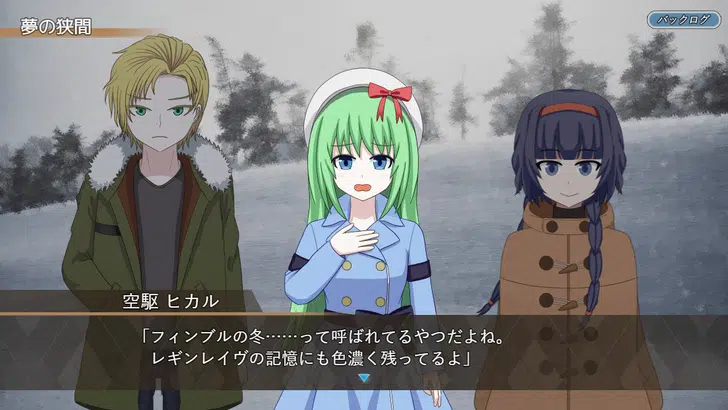 夢の狭間
バックログ
空駆 ヒカル
「フィンブルの冬……って呼ばれてるやつだよね。
レギンレイヴの記憶にも色濃く残ってるよ」